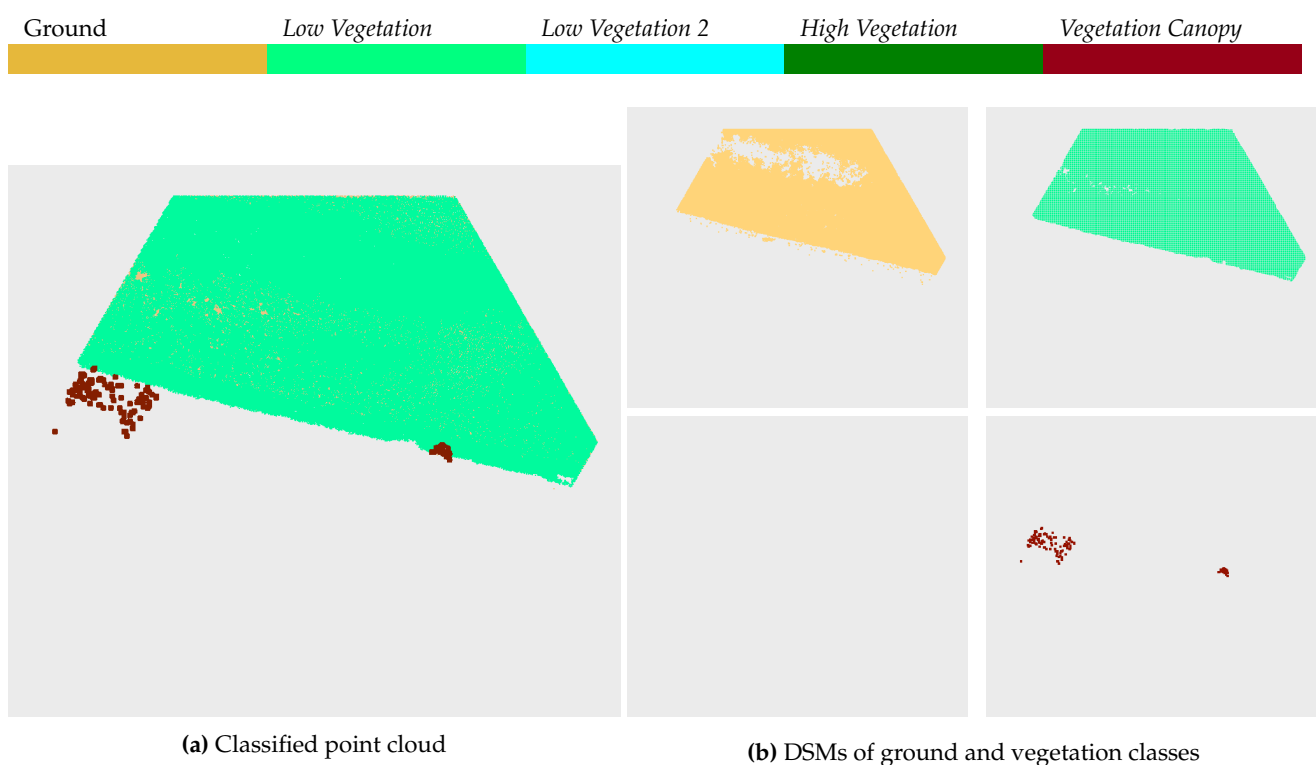 Ground Low Vegetation Low Vegetation 2 High Vegetation Vegetation Canopy
(a) Classified point cloud
(b) DSMs of ground and vegetation classes